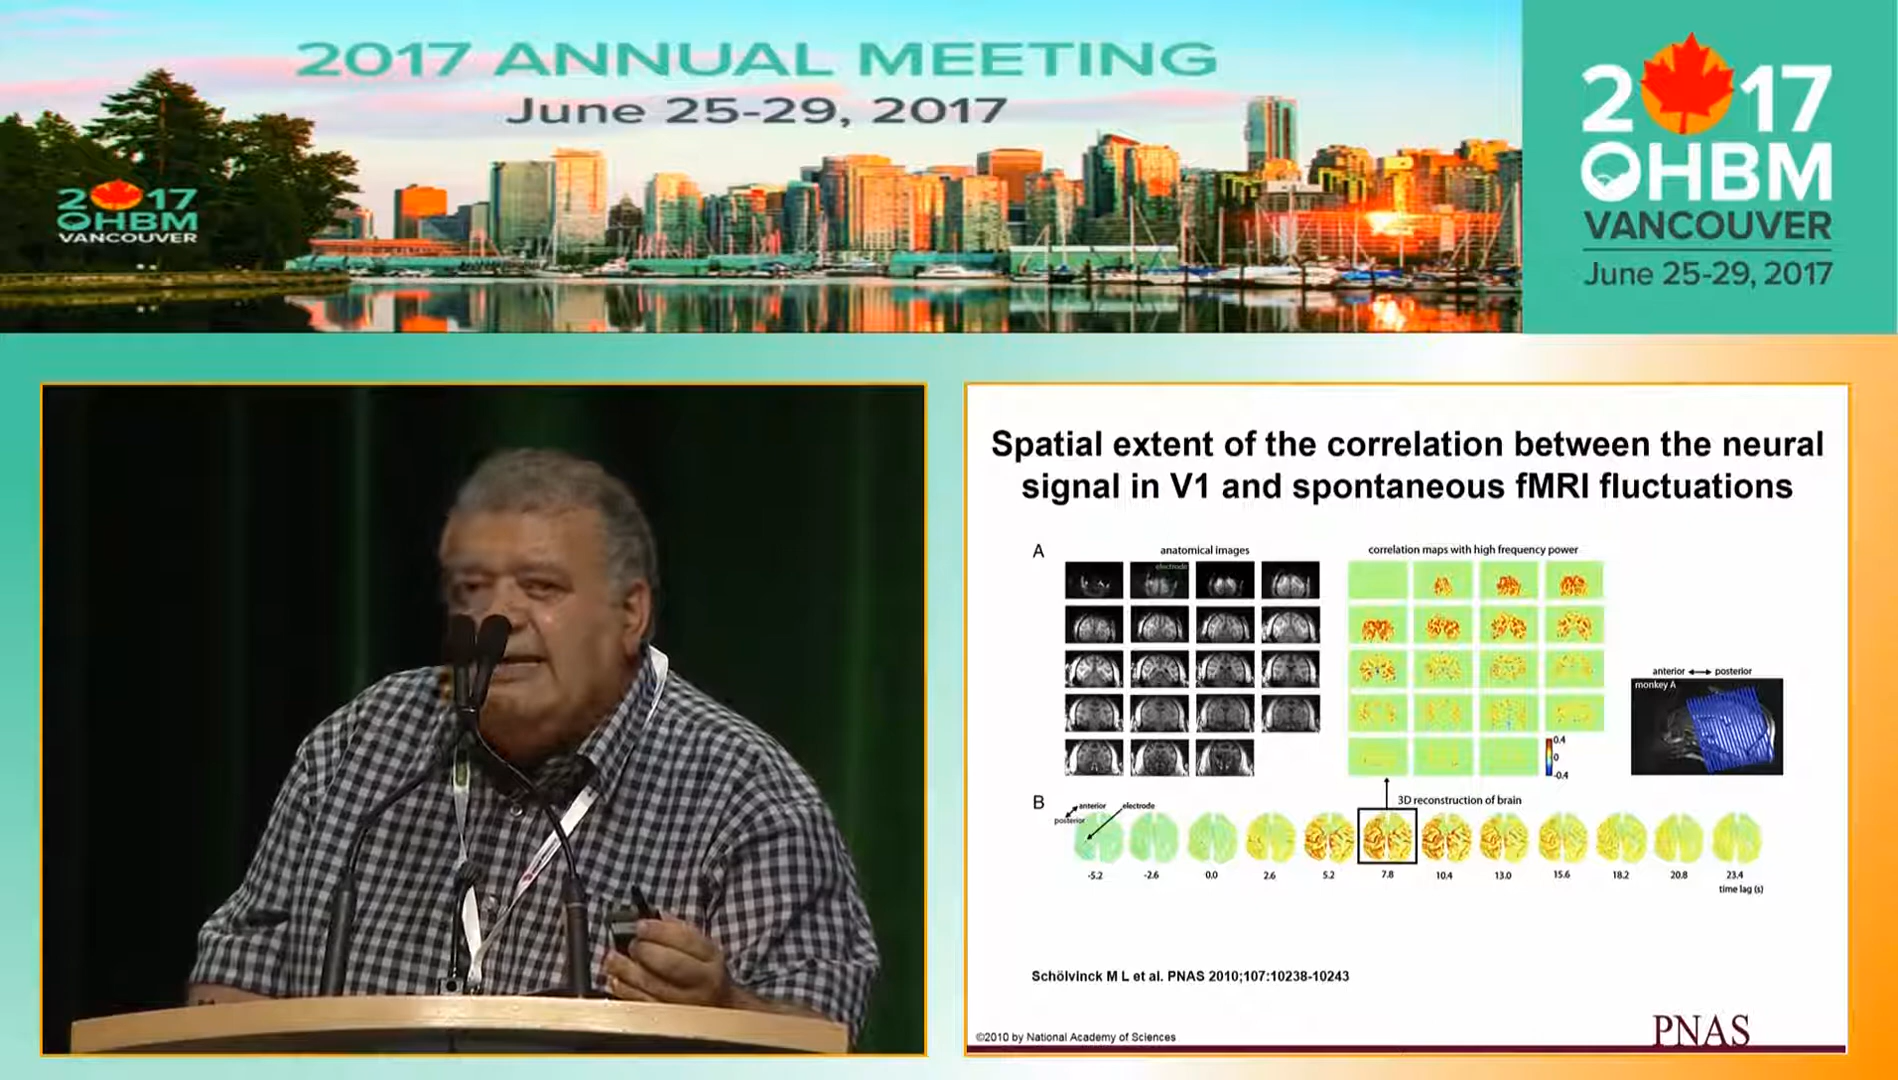 2017 ANNUAL MEETING
June 25-29, 2017
2017
OHBM
VANCOUVER
2017
OHBM
VANCOUVER
June 25-29, 2017
Spatial extent of the correlation between the neural
signal in V1 and spontaneous fMRI fluctuations
A
anatomical images
electrode
correlation maps with high frequency power
0.4
0
-0.4
anterior posterior
monkey A
B
anterior
posterior
electrode
3D reconstruction of brain
-5.2 -2.6 0.0 2.6 5.2 7.8 10.4 13.0 15.6 18.2 20.8 23.4
time lag (s)
Schölvinck M L et al. PNAS 2010;107:10238-10243
©2010 by National Academy of Sciences
PNAS